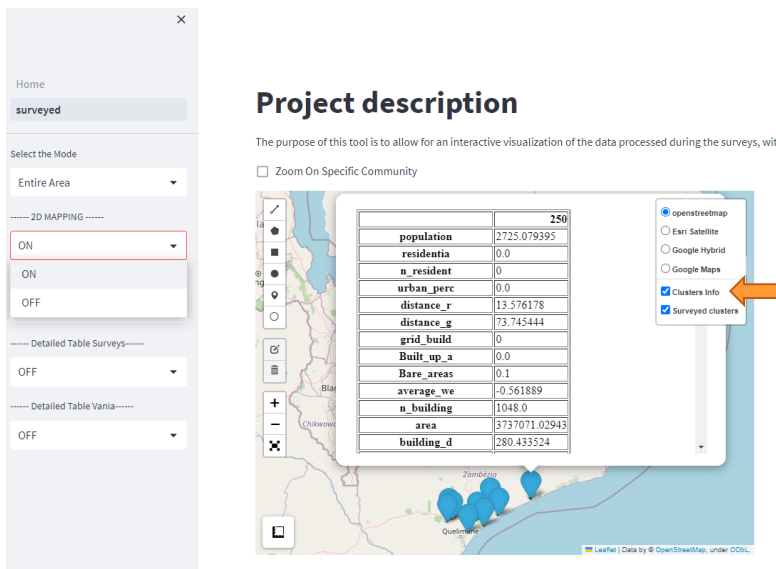 ×
Home
surveyed
Select the Mode
Entire Area
------ 2D MAPPING ------
ON
ON
OFF
------ Detailed Table Surveys------
OFF
------ Detailed Table Vania------
OFF
Project description
The purpose of this tool is to allow for an interactive visualization of the data processed during the surveys, wit
Zoom On Specific Community
250
population 2725.079395
residentia 0.0
n_resident 0
urban_perc 0.0
distance_r 13.576178
distance_g 73.745444
grid_build 0
Built_up_a 0.0
Bare_areas 0.1
average_we -0.561889
n_building 1048.0
area 3737071.02943
building_d 280.433524
openstreetmap
Esri Satellite
Google Hybrid
Google Maps
Clusters Info
Surveyed clusters
+
−
Blan
Chikwawa
Zambézia
Quelimane
Leaflet | Data by © OpenStreetMap, under ODbL.